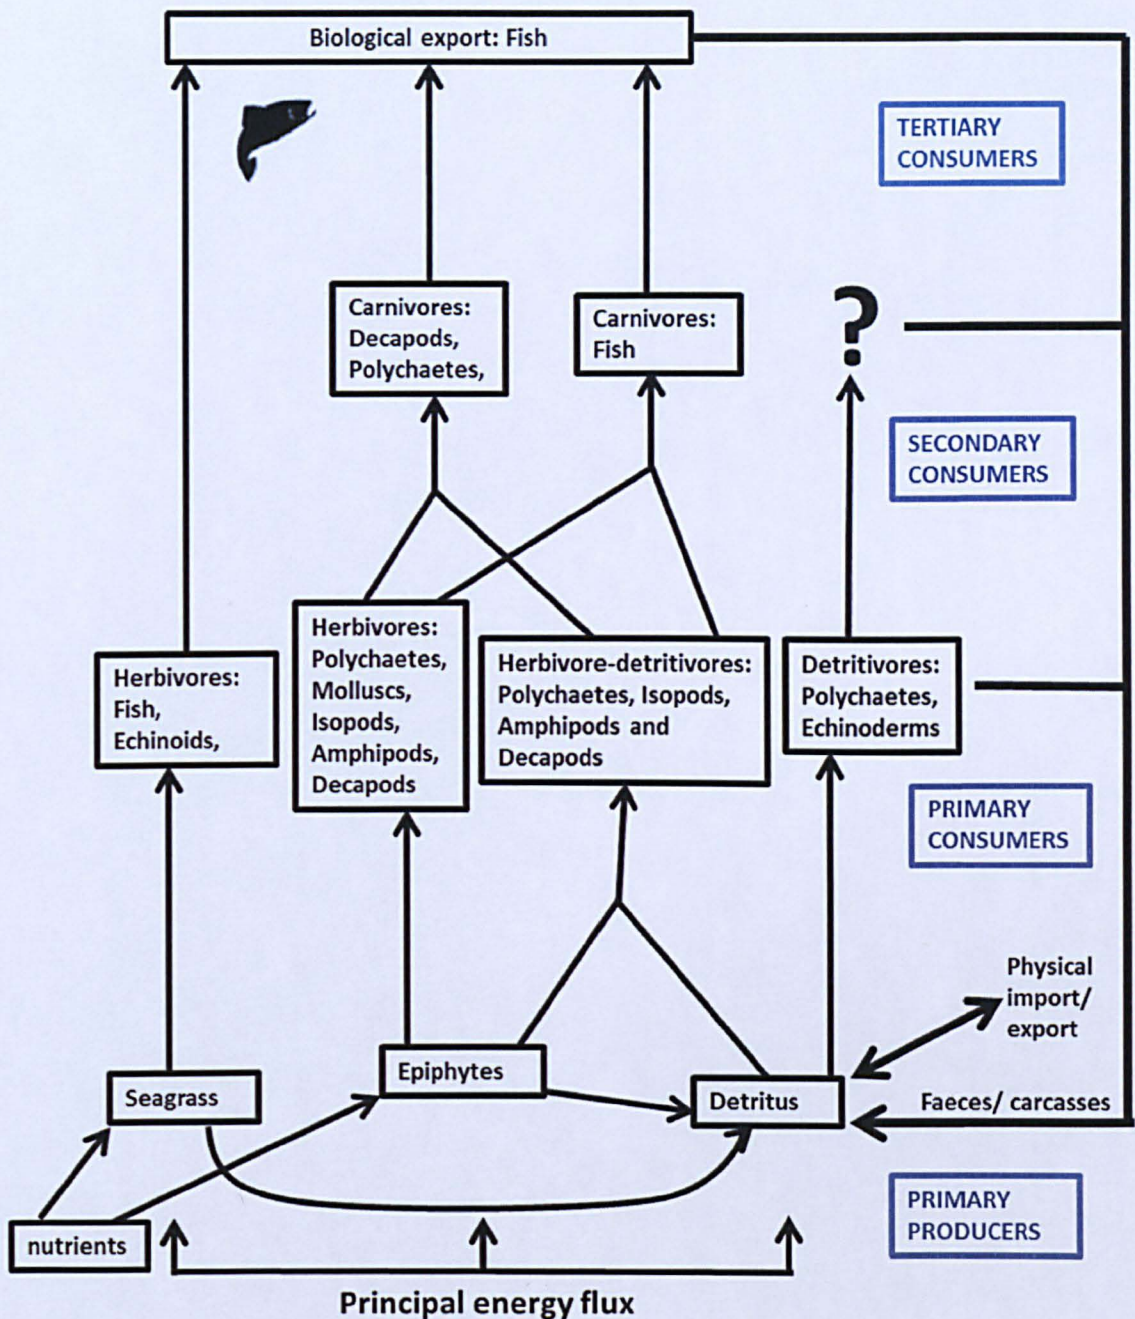 Biological export: Fish
TERTIARY
CONSUMERS
Carnivores:
Decapods,
Polychaetes,
Carnivores:
Fish
?
SECONDARY
CONSUMERS
Herbivores:
Fish,
Echinoids,
Herbivores:
Polychaetes,
Molluscs,
Isopods,
Amphipods,
Decapods
Herbivore-detritivores:
Polychaetes, Isopods,
Amphipods and
Decapods
Detritivores:
Polychaetes,
Echinoderms
PRIMARY
CONSUMERS
Physical
import/
export
Seagrass
Epiphytes
Detritus
Faeces/ carcasses
PRIMARY
PRODUCERS
nutrients
Principal energy flux